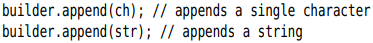 builder.append(ch); // appends a single character
builder.append(str); // appends a string